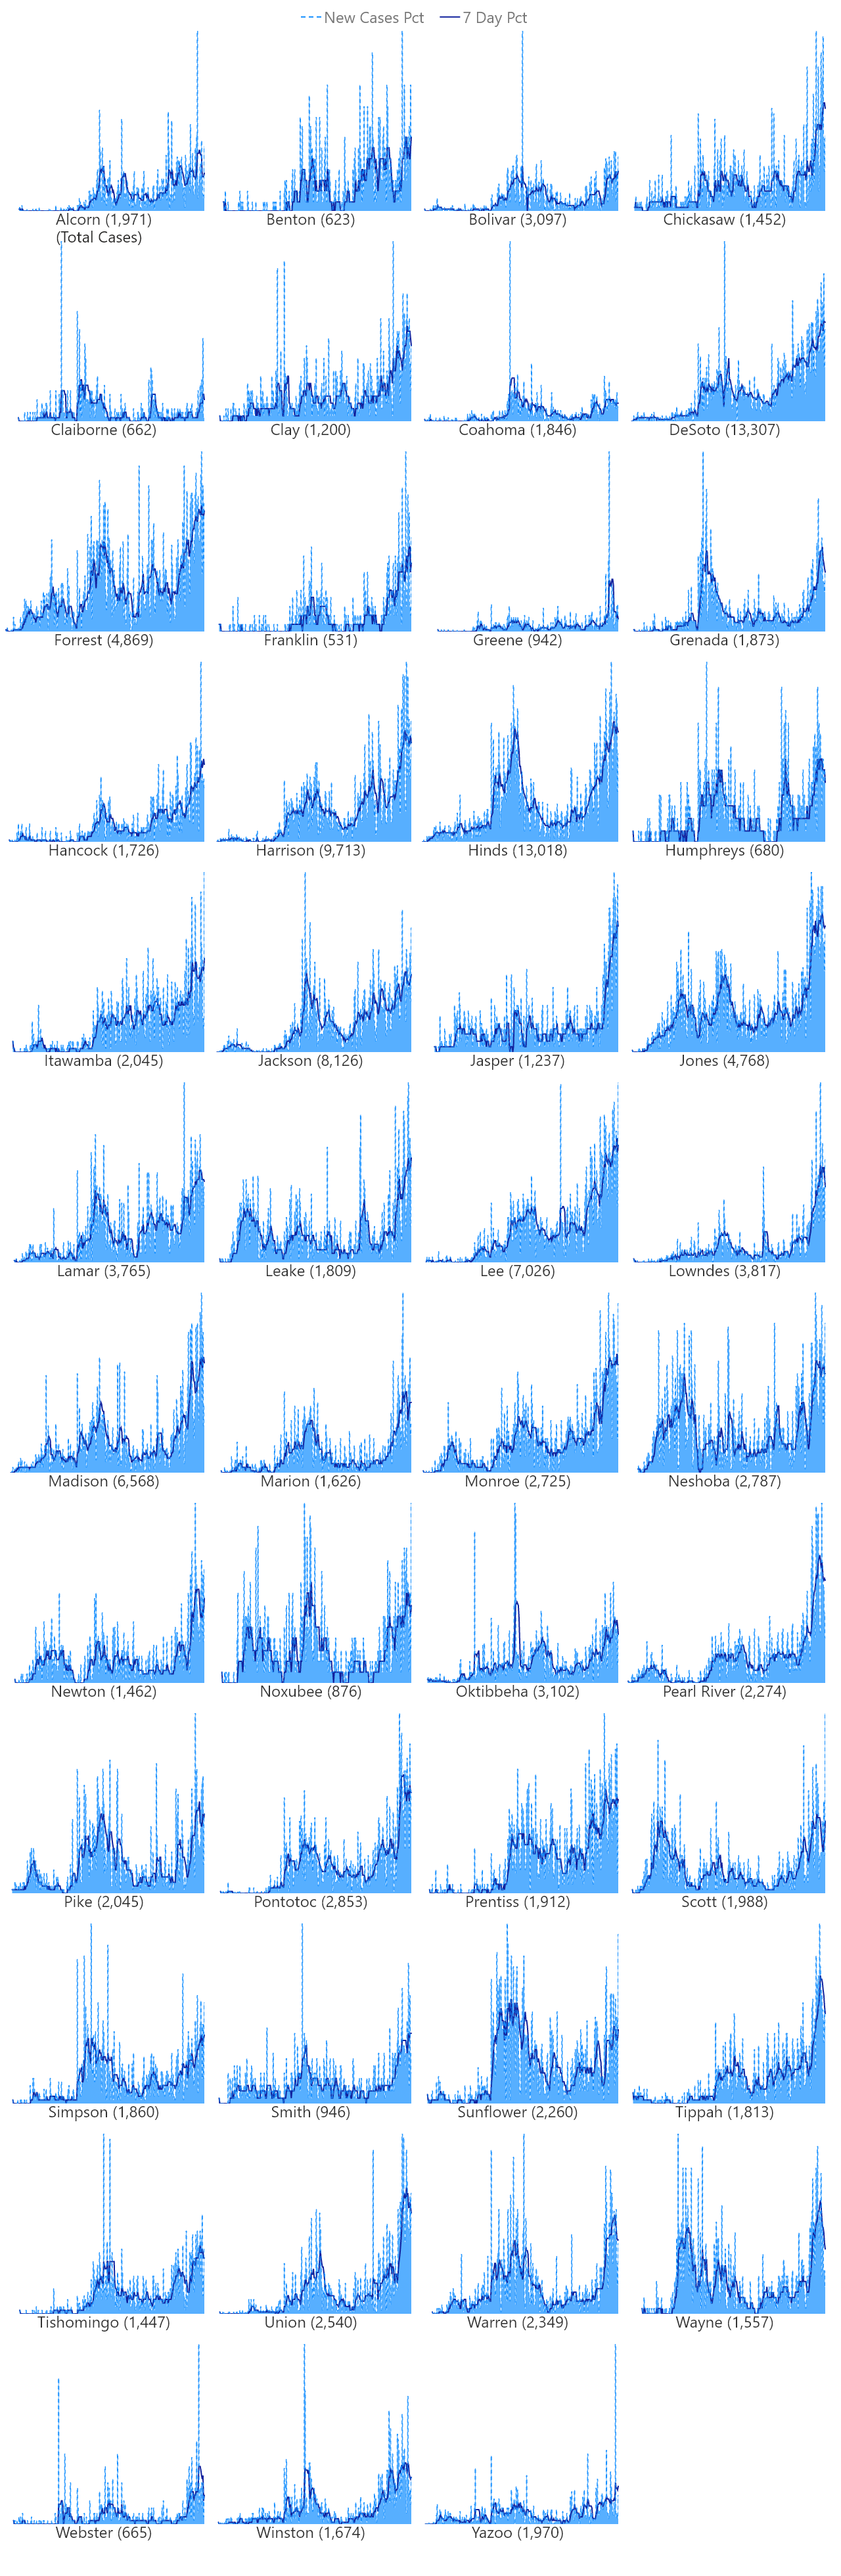 New Cases Pct 7 Day Pct
Alcorn (1,971) Benton (623) Bolivar (3,097) Chickasaw (1,452)
(Total Cases)
Claiborne (662) Clay (1,200) Coahoma (1,846) DeSoto (13,307)
Forrest (4,869) Franklin (531) Greene (942) Grenada (1,873)
Hancock (1,726) Harrison (9,713) Hinds (13,018) Humphreys (680)
Itawamba (2,045) Jackson (8,126) Jasper (1,237) Jones (4,768)
Lamar (3,765) Leake (1,809) Lee (7,026) Lowndes (3,817)
Madison (6,568) Marion (1,626) Monroe (2,725) Neshoba (2,787)
Newton (1,462) Noxubee (876) Oktibbeha (3,102) Pearl River (2,274)
Pike (2,045) Pontotoc (2,853) Prentiss (1,912) Scott (1,988)
Simpson (1,860) Smith (946) Sunflower (2,260) Tippah (1,813)
Tishomingo (1,447) Union (2,540) Warren (2,349) Wayne (1,557)
Webster (665) Winston (1,674) Yazoo (1,970)